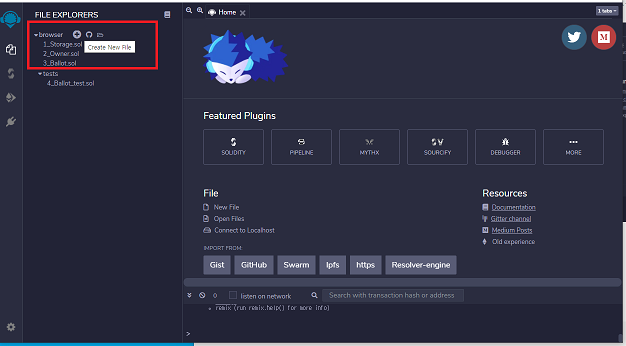 FILE EXPLORERS
browser
Create New File
1_Storage.sol
2_Owner.sol
3_Ballot.sol
tests
4_Ballot_test.sol
Home
1 tabs
Featured Plugins
SOLIDITY
PIPELINE
MYTHX
SOURCIFY
DEBUGGER
MORE
File
New File
Open Files
Connect to Localhost
IMPORT FROM:
Gist
GitHub
Swarm
Ipfs
https
Resolver-engine
Resources
Documentation
Gitter channel
Medium Posts
Old experience
0
listen on network
Search with transaction hash or address
remix (run remix.help() for more info)
>